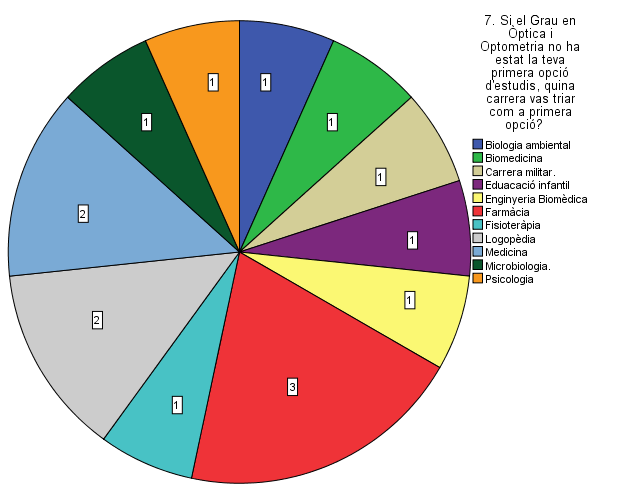 7. Si el Grau en
Òptica i
Optometria no ha
estat la teva
primera opció
d'estudis, quina
carrera vas triar
com a primera
opció?
Biologia ambiental
Biomedicina
Carrera militar.
Eduacació infantil
Enginyeria Biomèdica
Farmàcia
Fisioteràpia
Logopèdia
Medicina
Microbiologia.
Psicologia
1
1
1
1
1
1
1
3
1
2
2